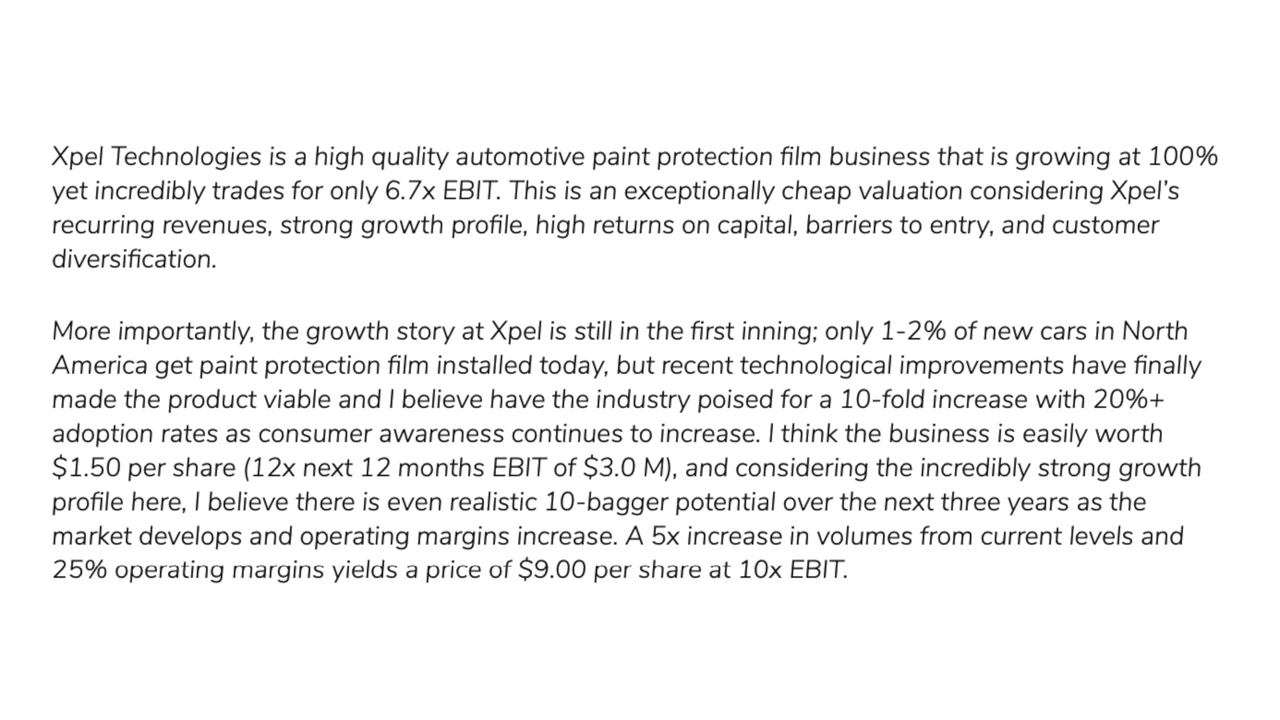 Xpel Technologies is a high quality automotive paint protection film business that is growing at 100%
yet incredibly trades for only 6.7x EBIT. This is an exceptionally cheap valuation considering Xpel’s
recurring revenues, strong growth profile, high returns on capital, barriers to entry, and customer
diversification.
More importantly, the growth story at Xpel is still in the first inning; only 1-2% of new cars in North
America get paint protection film installed today, but recent technological improvements have finally
made the product viable and I believe have the industry poised for a 10-fold increase with 20%+
adoption rates as consumer awareness continues to increase. I think the business is easily worth
$1.50 per share (12x next 12 months EBIT of $3.0 M), and considering the incredibly strong growth
profile here, I believe there is even realistic 10-bagger potential over the next three years as the
market develops and operating margins increase. A 5x increase in volumes from current levels and
25% operating margins yields a price of $9.00 per share at 10x EBIT.